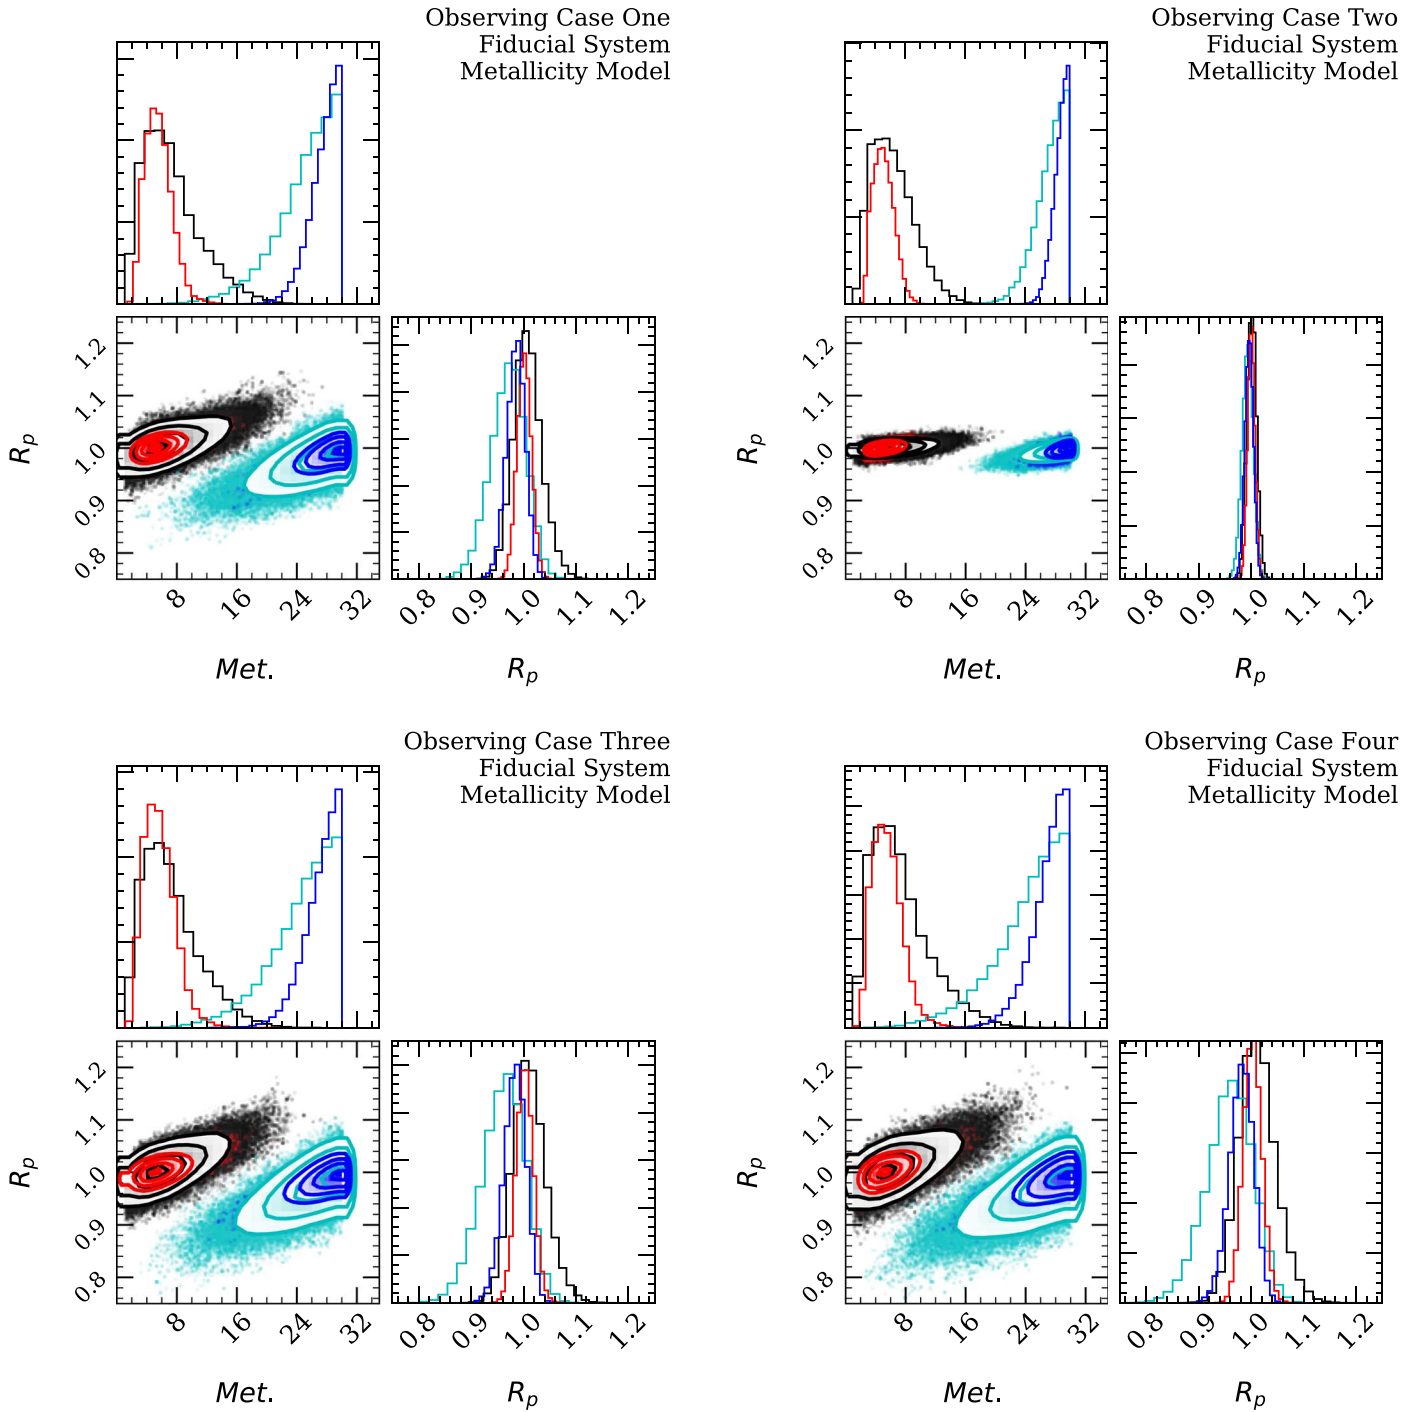 Observing Case One
Fiducial System
Metallicity Model
R_p
1.2
1.1
1.0
0.9
0.8
8
16
24
32
Met.
0.8
0.9
1.0
1.1
1.2
R_p
Observing Case Two
Fiducial System
Metallicity Model
R_p
1.2
1.1
1.0
0.9
0.8
8
16
24
32
Met.
0.8
0.9
1.0
1.1
1.2
R_p
Observing Case Three
Fiducial System
Metallicity Model
R_p
1.2
1.1
1.0
0.9
0.8
8
16
24
32
Met.
0.8
0.9
1.0
1.1
1.2
R_p
Observing Case Four
Fiducial System
Metallicity Model
R_p
1.2
1.1
1.0
0.9
0.8
8
16
24
32
Met.
0.8
0.9
1.0
1.1
1.2
R_p